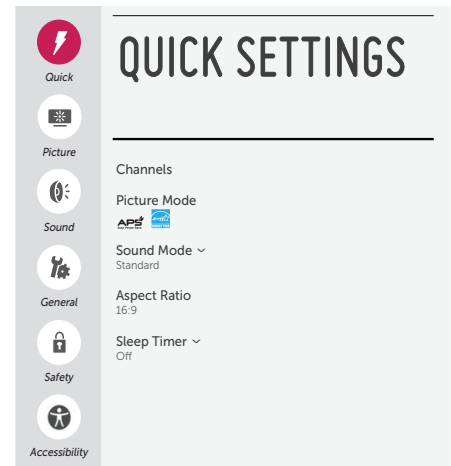 QUICK SETTINGS
Quick
Picture
Sound
General
Safety
Accessibility
Channels
Picture Mode
APS
Sound Mode
Standard
Aspect Ratio
16:9
Sleep Timer
Off